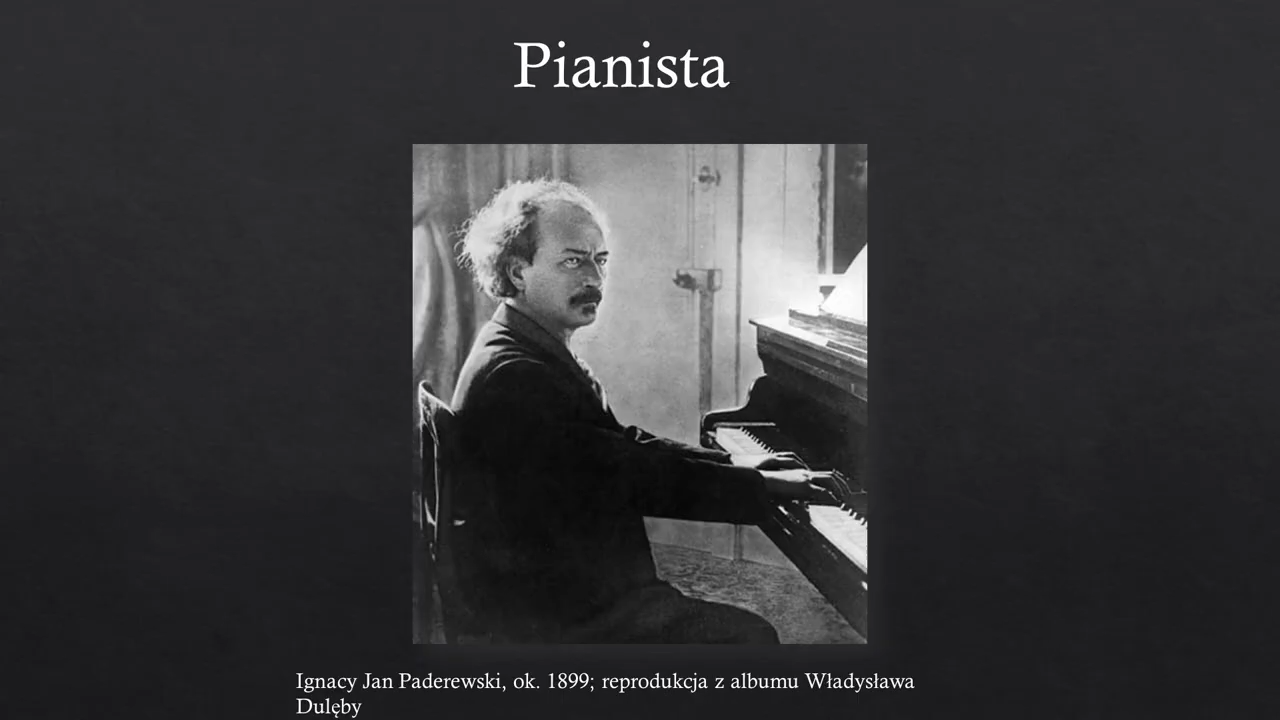 Pianista
Ignacy Jan Paderewski, ok. 1899; reprodukcja z albumu Władysława
Dulęby